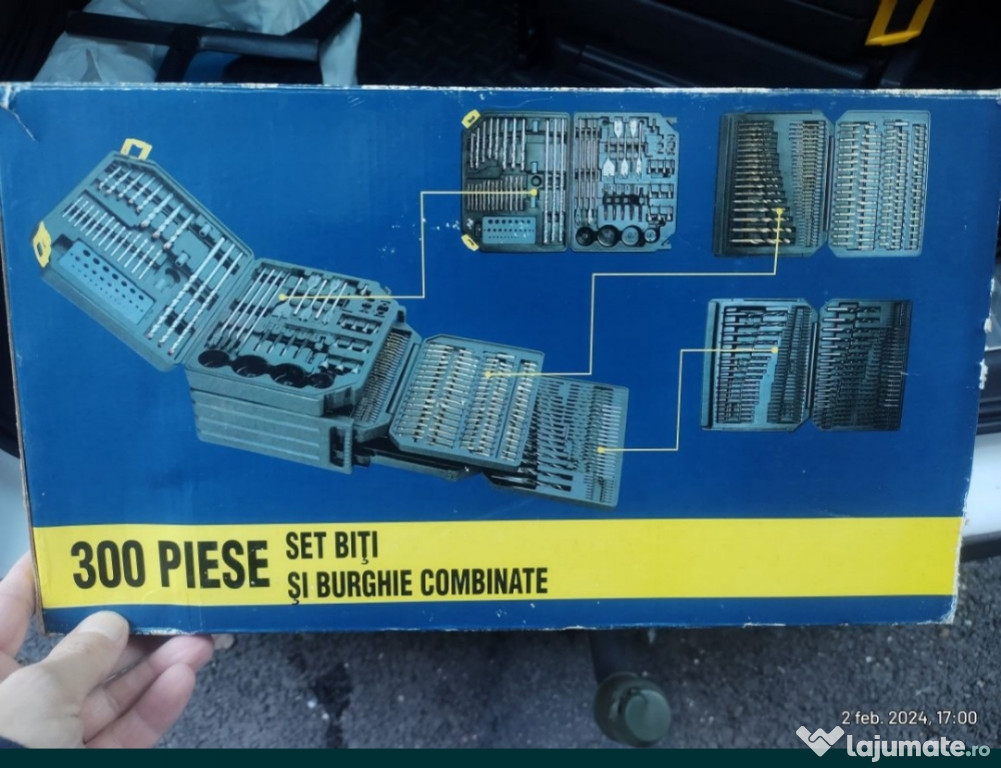 300 PIESE
SET BIŢI
ŞI BURGHIE COMBINATE
2 feb. 2024, 17:00
lajumate.ro